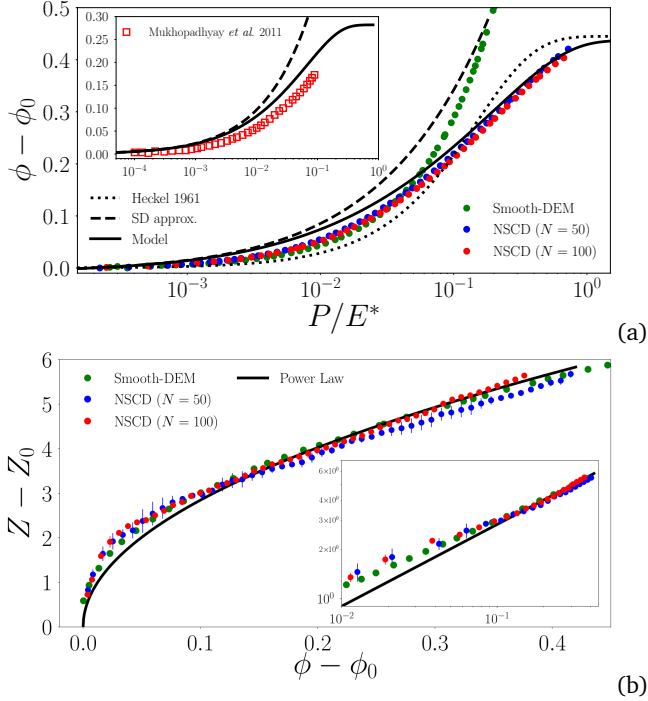 0.30
0.25
0.20
0.15
0.10
0.05
0.00
Mukhopadhyay et al. 2011
10⁻⁴ 10⁻³ 10⁻² 10⁻¹ 10⁰
0.5
0.4
0.3
0.2
0.1
0.0
ϕ − ϕ₀
Heckel 1961
SD approx.
Model
Smooth-DEM
NSCD (N = 50)
NSCD (N = 100)
10⁻³ 10⁻² 10⁻¹ 10⁰
P/E*
(a)
6
5
4
3
2
1
0
Z − Z₀
Smooth-DEM
NSCD (N = 50)
NSCD (N = 100)
Power Law
6×10⁰
4×10⁰
3×10⁰
2×10⁰
10⁰
10⁻² 10⁻¹
0.0 0.1 0.2 0.3 0.4
ϕ − ϕ₀
(b)